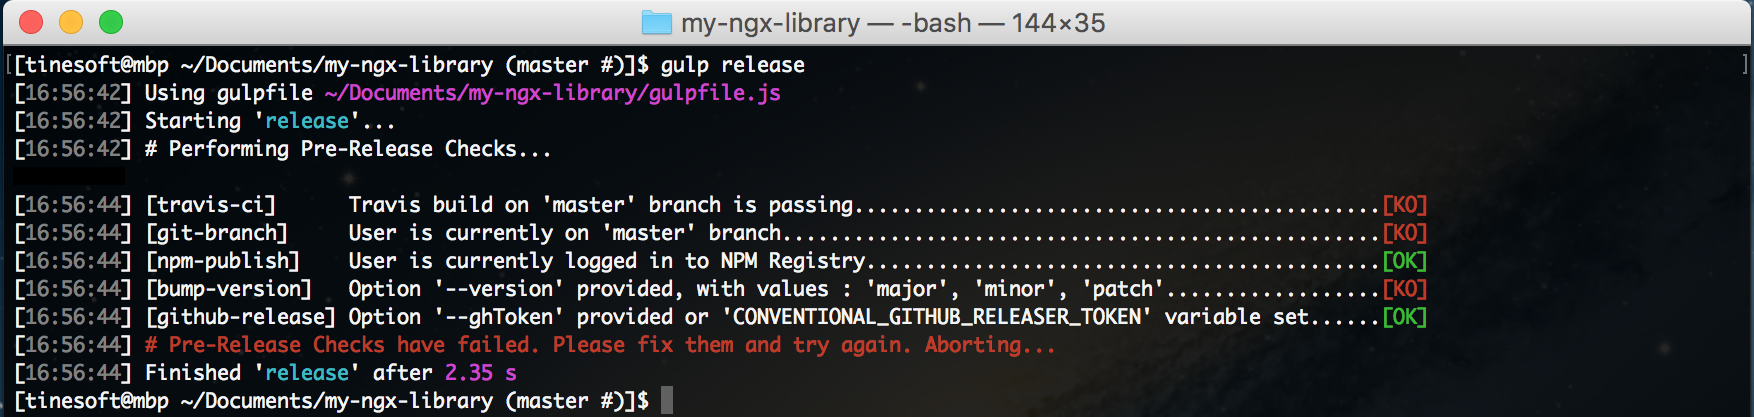 my-ngx-library — -bash — 144×35
[[tinesoft@mbp ~/Documents/my-ngx-library (master #)]$ gulp release ]
[16:56:42] Using gulpfile ~/Documents/my-ngx-library/gulpfile.js
[16:56:42] Starting 'release'...
[16:56:42] # Performing Pre-Release Checks...
[16:56:44] [travis-ci]      Travis build on 'master' branch is passing............................................[KO]
[16:56:44] [git-branch]     User is currently on 'master' branch..................................................[KO]
[16:56:44] [npm-publish]    User is currently logged in to NPM Registry...........................................[OK]
[16:56:44] [bump-version]   Option '--version' provided, with values : 'major', 'minor', 'patch'..................[KO]
[16:56:44] [github-release] Option '--ghToken' provided or 'CONVENTIONAL_GITHUB_RELEASER_TOKEN' variable set......[OK]
[16:56:44] # Pre-Release Checks have failed. Please fix them and try again. Aborting...
[16:56:44] Finished 'release' after 2.35 s
[tinesoft@mbp ~/Documents/my-ngx-library (master #)]$